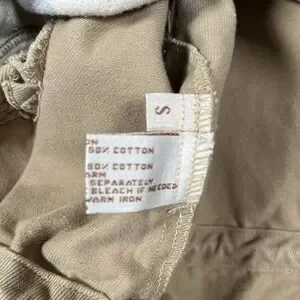 S
ON
50% COTTON
50% COTTON
ARM
SEPARATELY
BLEACH IF NEEDED
WARM IRON